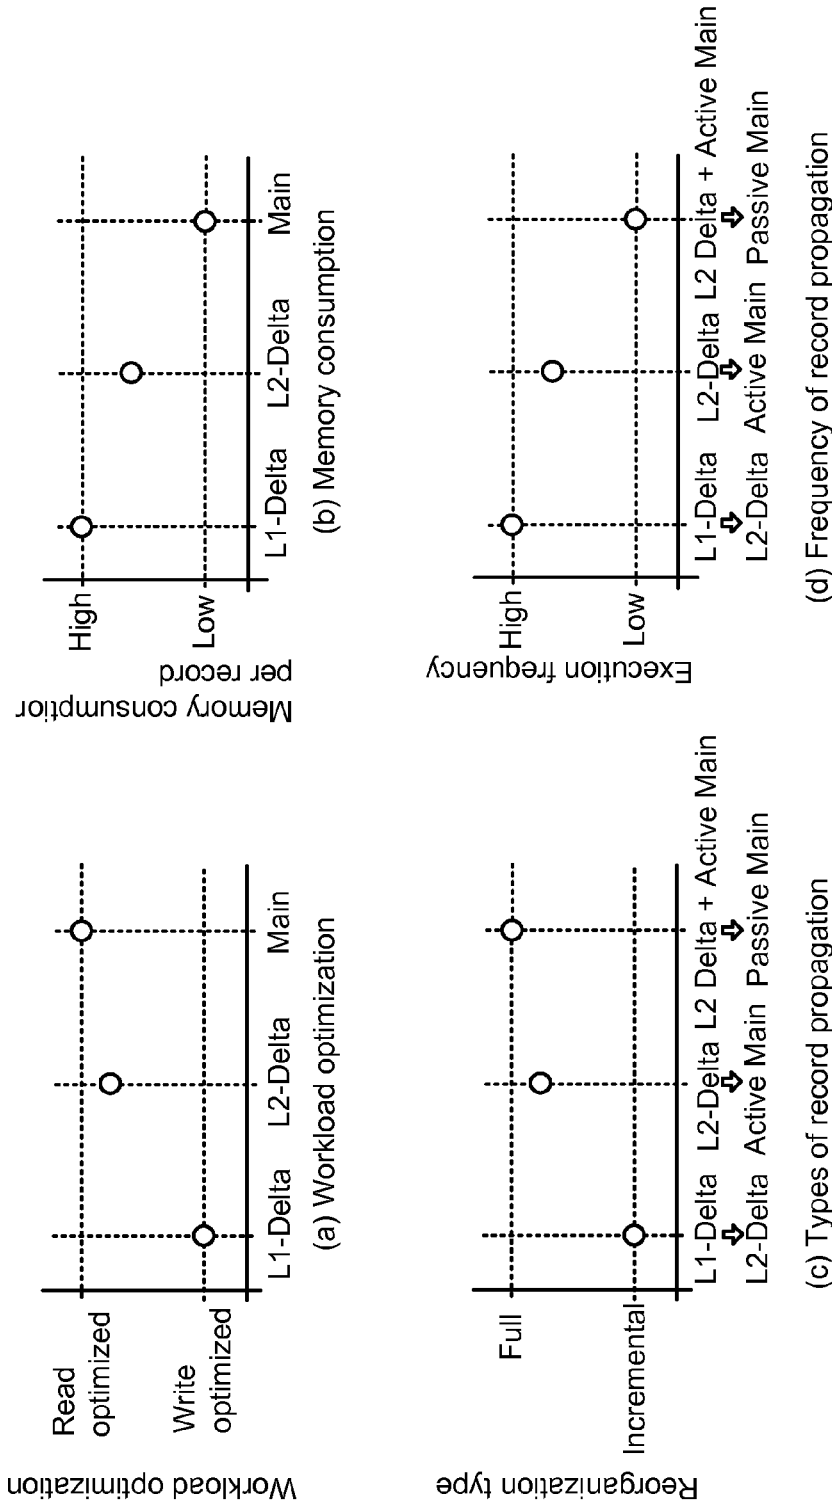 Workload optimization
Read
optimized
Write
optimized
L1-Delta
L2-Delta
Main
(a) Workload optimization
Memory consumptior
per record
High
Low
L1-Delta
L2-Delta
Main
(b) Memory consumption
Reorganization type
Full
Incremental
L1-Delta L2-Delta L2 Delta + Active Main
L2-Delta Active Main Passive Main
(c) Types of record propagation
Execution frequency
High
Low
L1-Delta L2-Delta L2 Delta + Active Main
L2-Delta Active Main Passive Main
(d) Frequency of record propagation